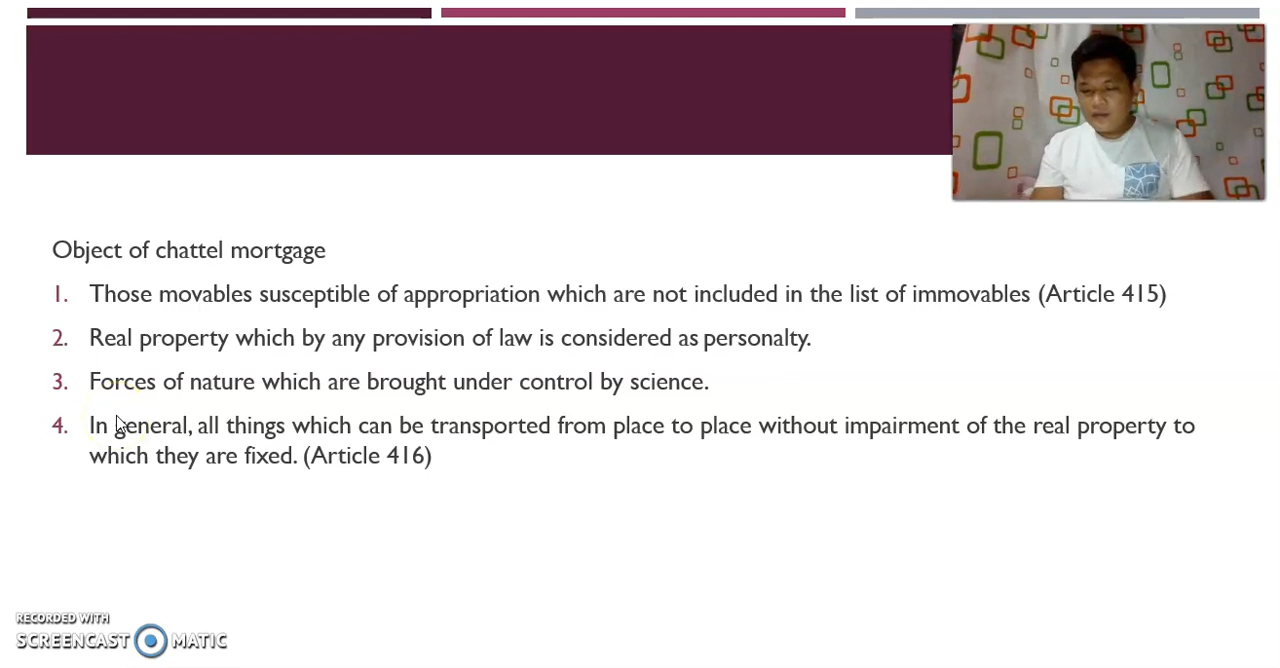 Object of chattel mortgage
1. Those movables susceptible of appropriation which are not included in the list of immovables (Article 415)
2. Real property which by any provision of law is considered as personalty.
3. Forces of nature which are brought under control by science.
4. In general, all things which can be transported from place to place without impairment of the real property to
which they are fixed. (Article 416)
RECORDED WITH
SCREENCAST MATIC